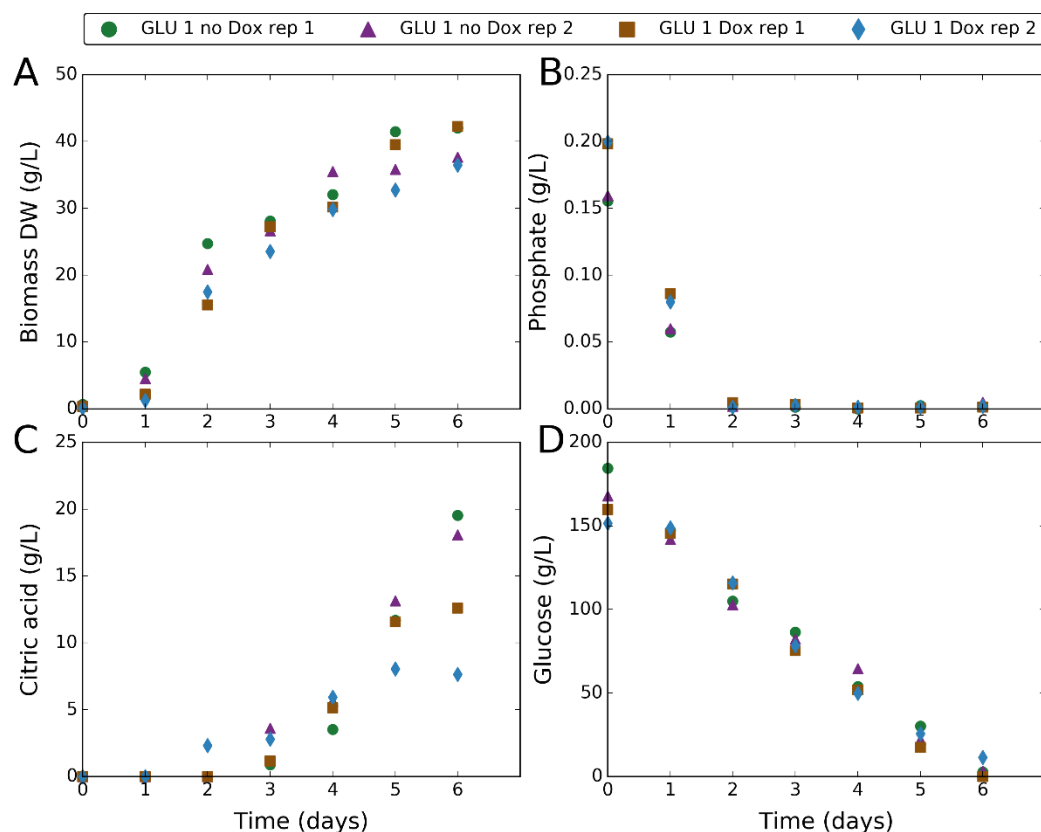 GLU 1 no Dox rep 1 GLU 1 no Dox rep 2 GLU 1 Dox rep 1 GLU 1 Dox rep 2
A
Biomass DW (g/L)
50
40
30
20
10
0
0 1 2 3 4 5 6
B
Phosphate (g/L)
0.25
0.20
0.15
0.10
0.05
0.00
0 1 2 3 4 5 6
C
Citric acid (g/L)
25
20
15
10
5
0
0 1 2 3 4 5 6
Time (days)
D
Glucose (g/L)
200
150
100
50
0
0 1 2 3 4 5 6
Time (days)